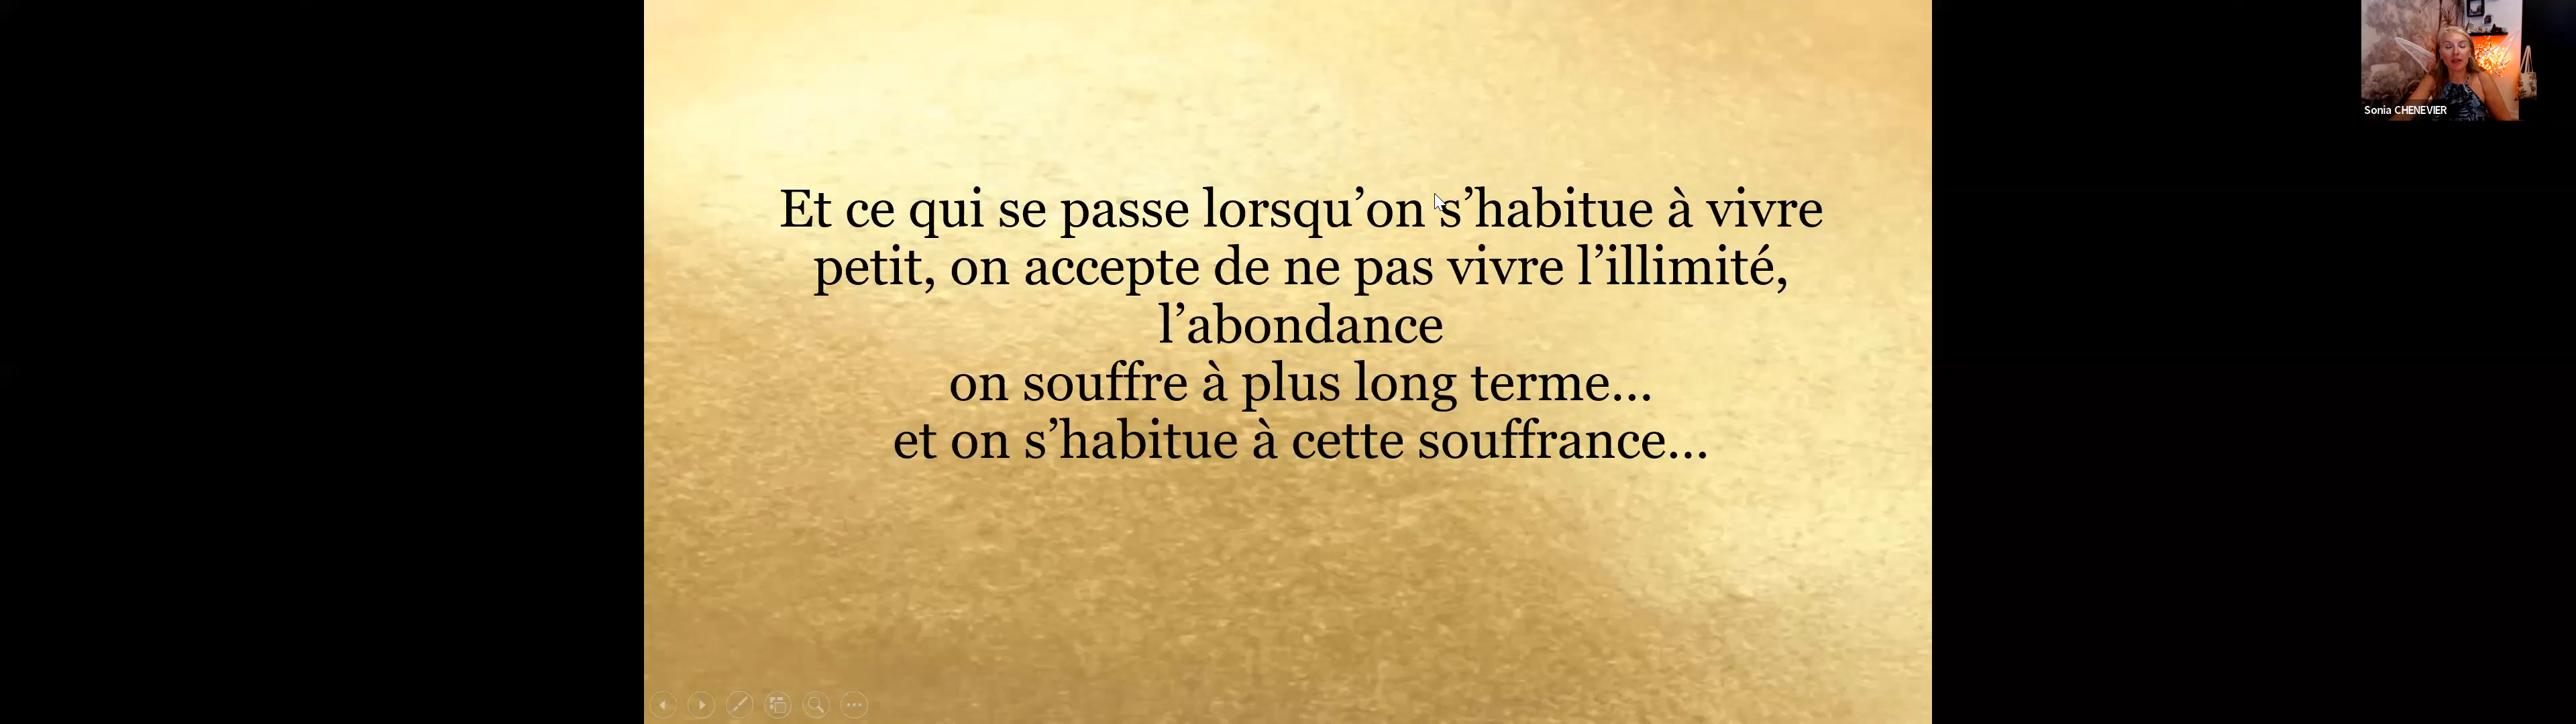 Et ce qui se passe lorsqu’on s’habitue à vivre
petit, on accepte de ne pas vivre l’illimité,
l’abondance
on souffre à plus long terme…
et on s’habitue à cette souffrance…
Sonia CHENEVIER